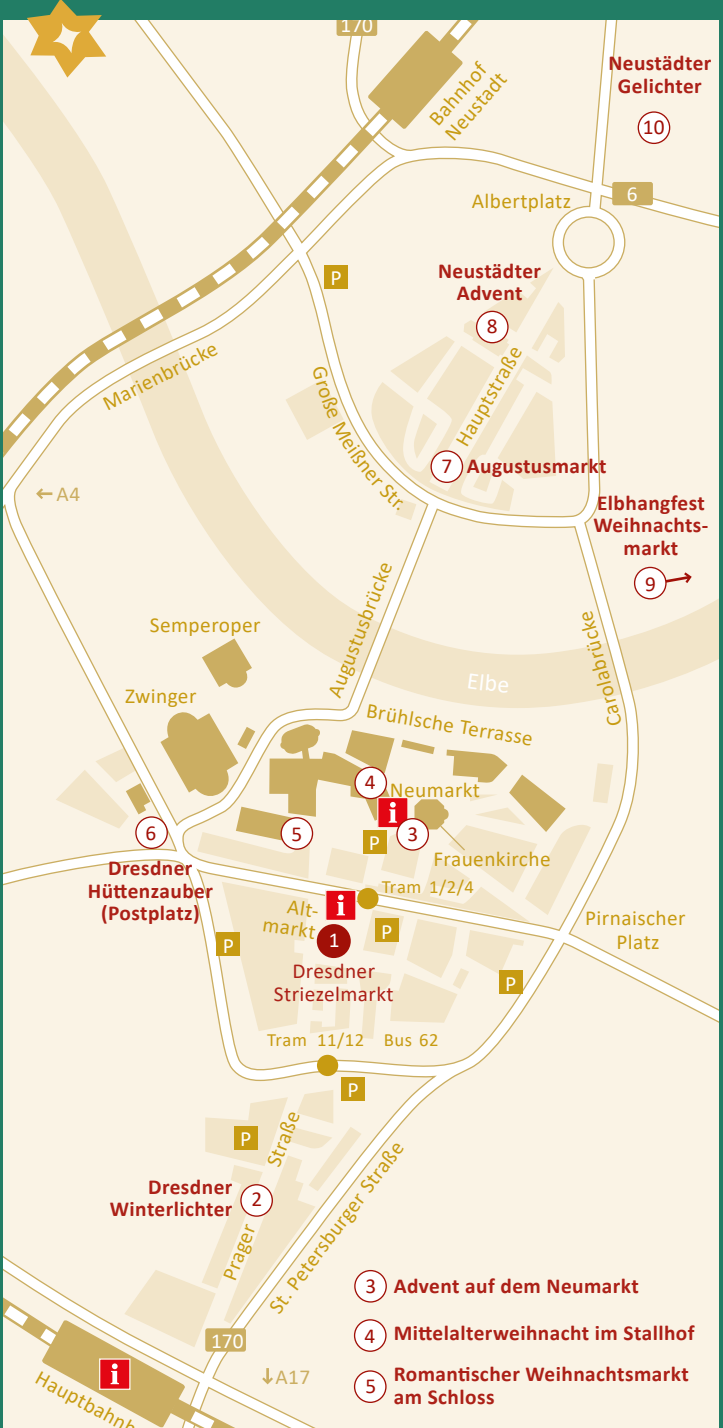 170
Neustädter
Gelichter
10
Bahnhof
Neustadt
6
Albertplatz
P
Neustädter
Advent
8
Marienbrücke
Große Meißner Str.
Hauptstraße
7 Augustusmarkt
←A4
Elbhangfest
Weihnachts-
markt
9 →
Augustusbrücke
Carolabrücke
Semperoper
Elbe
Zwinger
Brühlsche Terrasse
4
Neumarkt
i
6
5
3
P
Frauenkirche
Dresdner
Hüttenzauber
(Postplatz)
Tram 1/2/4
i
Alt-
markt
1
P
P
Pirnaischer
Platz
Dresdner
Striezelmarkt
P
Tram 11/12 Bus 62
P
P
Prager Straße
St. Petersburger Straße
Dresdner
Winterlichter
2
3 Advent auf dem Neumarkt
4 Mittelalterweihnacht im Stallhof
170
5 Romantischer Weihnachtsmarkt
am Schloss
i
↓A17